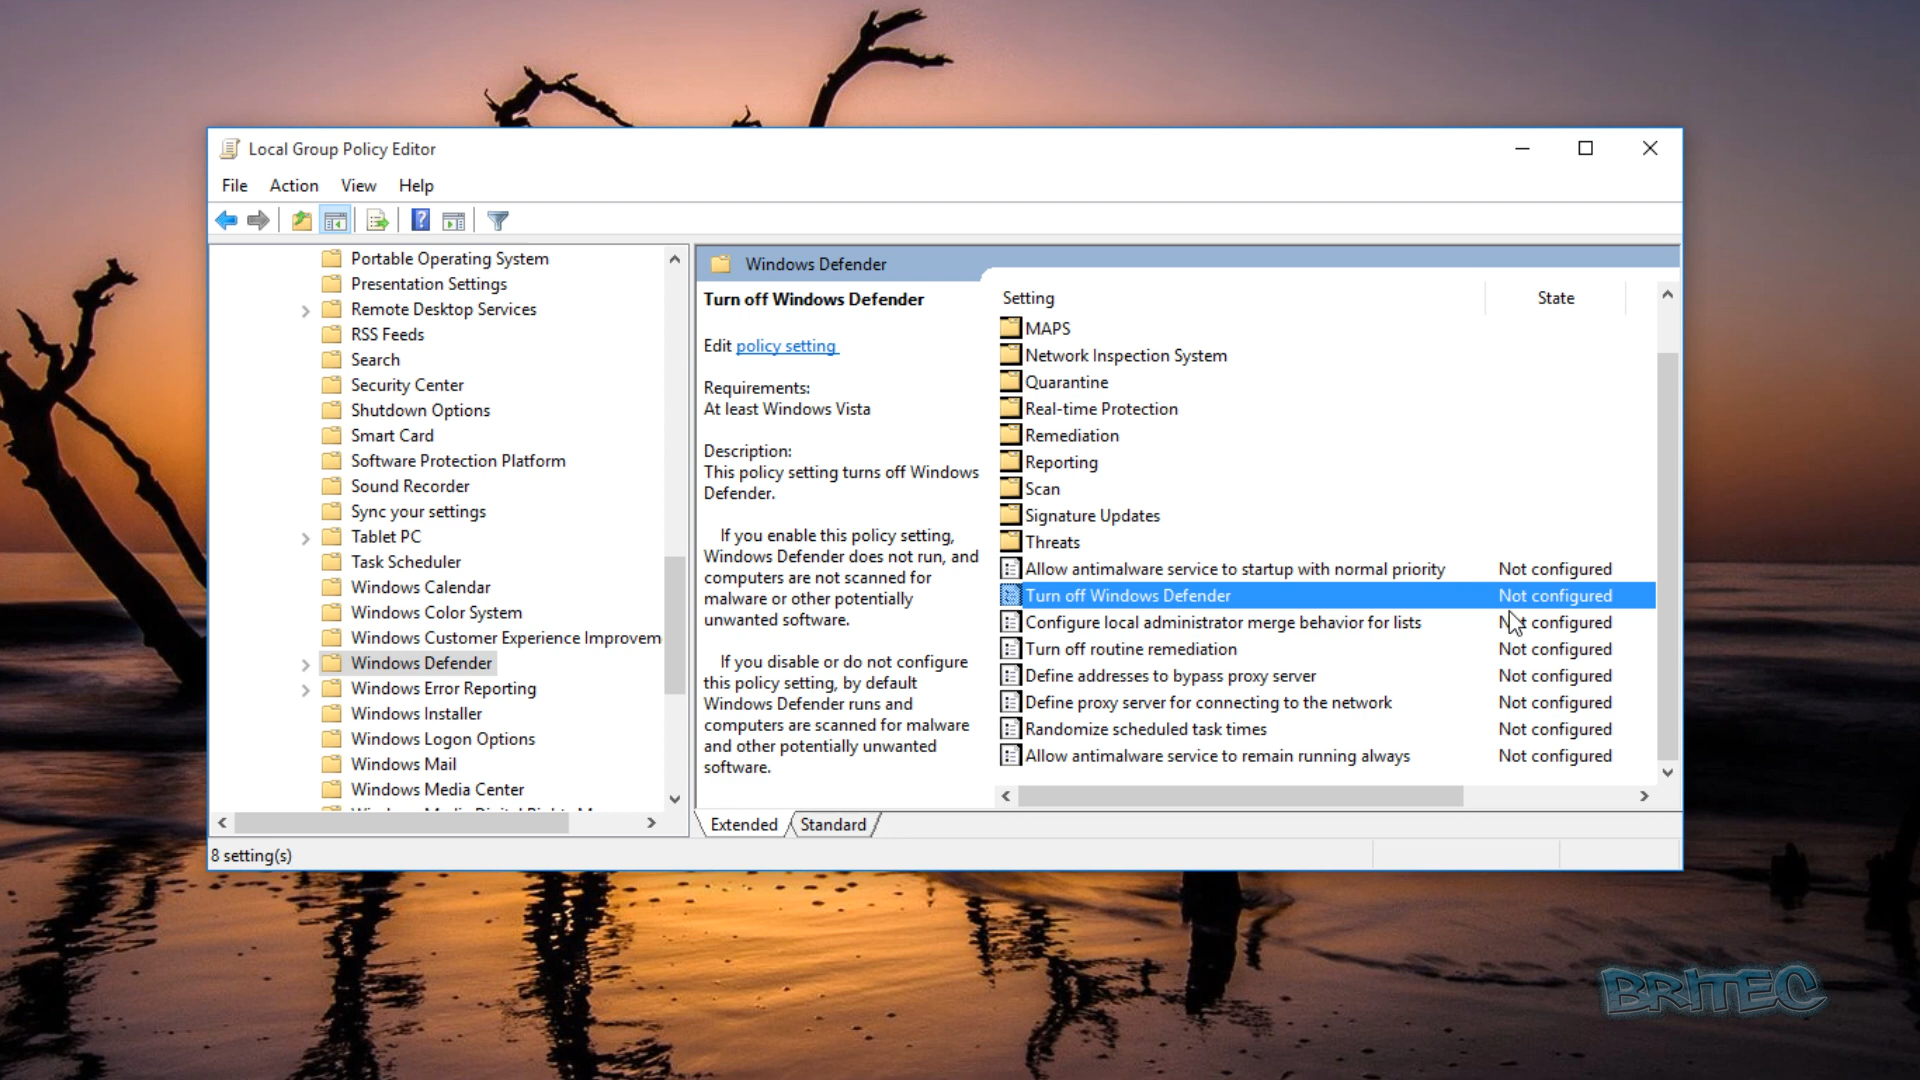 Local Group Policy Editor
File Action View Help
Portable Operating System
Presentation Settings
Remote Desktop Services
RSS Feeds
Search
Security Center
Shutdown Options
Smart Card
Software Protection Platform
Sound Recorder
Sync your settings
Tablet PC
Task Scheduler
Windows Calendar
Windows Color System
Windows Customer Experience Improvem
Windows Defender
Windows Error Reporting
Windows Installer
Windows Logon Options
Windows Mail
Windows Media Center
Windows Defender
Turn off Windows Defender
Edit policy setting
Requirements:
At least Windows Vista
Description:
This policy setting turns off Windows
Defender.
If you enable this policy setting,
Windows Defender does not run, and
computers are not scanned for
malware or other potentially
unwanted software.
If you disable or do not configure
this policy setting, by default
Windows Defender runs and
computers are scanned for malware
and other potentially unwanted
software.
Setting State
MAPS
Network Inspection System
Quarantine
Real-time Protection
Remediation
Reporting
Scan
Signature Updates
Threats
Allow antimalware service to startup with normal priority Not configured
Turn off Windows Defender Not configured
Configure local administrator merge behavior for lists Not configured
Turn off routine remediation Not configured
Define addresses to bypass proxy server Not configured
Define proxy server for connecting to the network Not configured
Randomize scheduled task times Not configured
Allow antimalware service to remain running always Not configured
Extended Standard
8 setting(s)
BRITEC